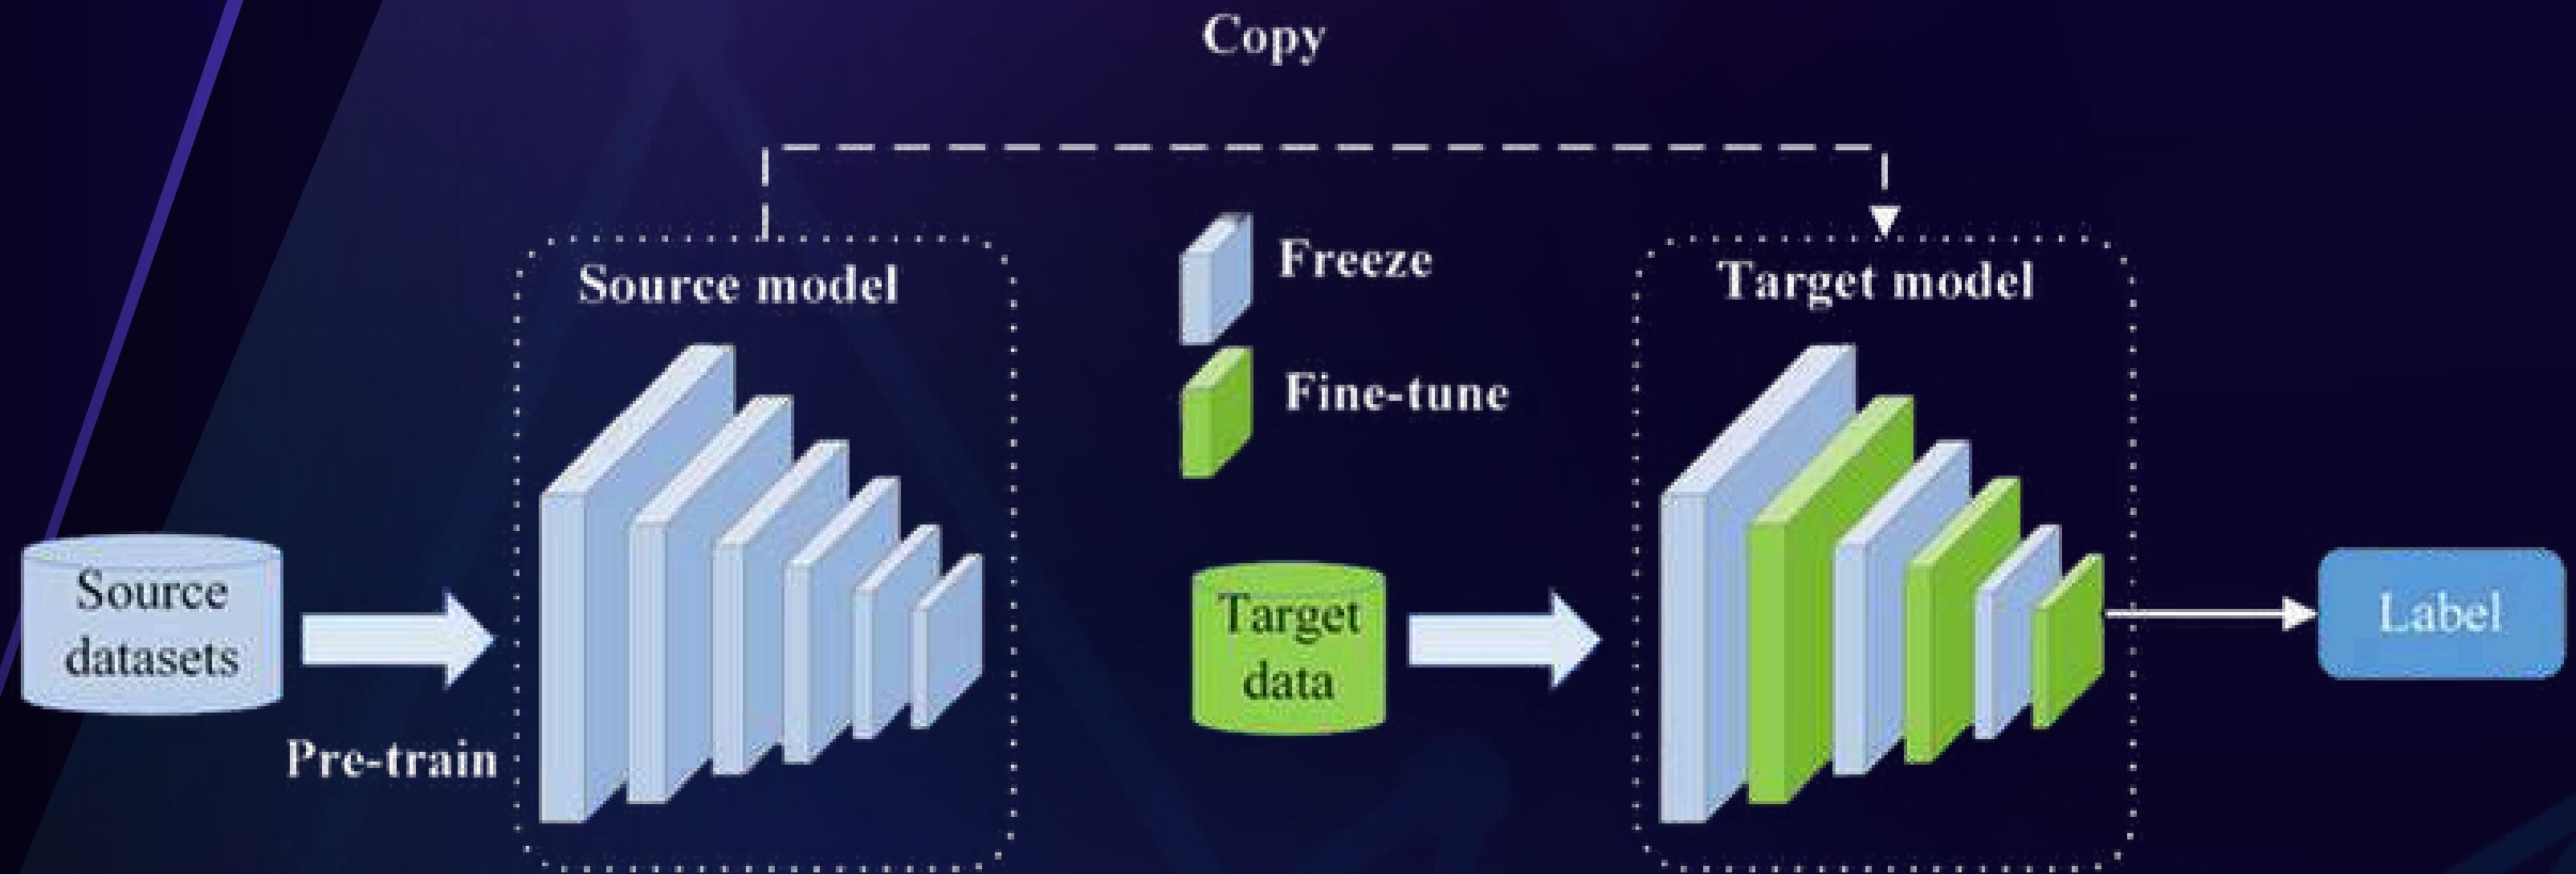 Copy
Source model
Freeze
Fine-tune
Target model
Source
datasets
Pre-train
Target
data
Label